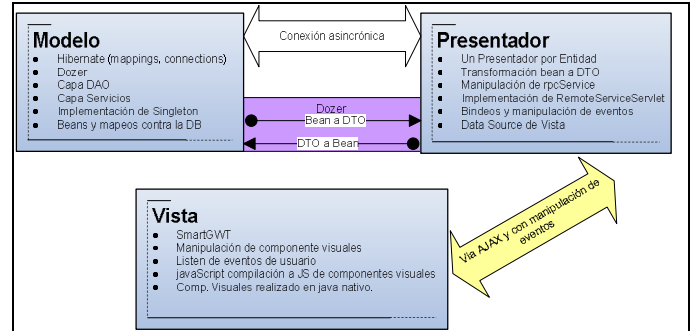 Modelo
Hibernate (mappings, connections)
Dozer
Capa DAO
Capa Servicios
Implementación de Singleton
Beans y mapeos contra la DB
Conexión asincrónica
Dozer
Bean a DTO
DTO a Bean
Presentador
Un Presentador por Entidad
Transformación bean a DTO
Manipulación de rpcService
Implementación de RemoteServiceServlet
Bindeos y manipulación de eventos
Data Source de Vista
Vista
SmartGWT
Manipulación de componente visuales
Listen de eventos de usuario
javaScript compilación a JS de componentes visuales
Comp. Visuales realizado en java nativo.
Via AJAX y con manipulación de
eventos